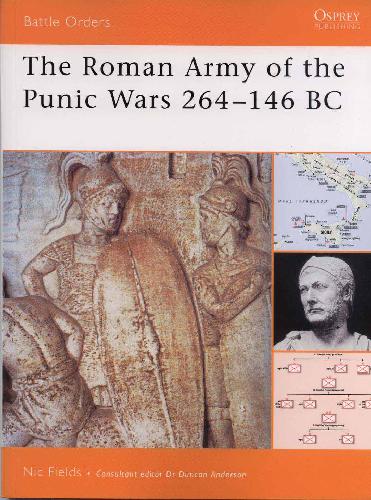 Battle Orders
OSPREY
PUBLISHING
The Roman Army of the
Punic Wars 264–146 BC
SICILY
Nic Fields • Consultant editor Dr Duncan Anderson